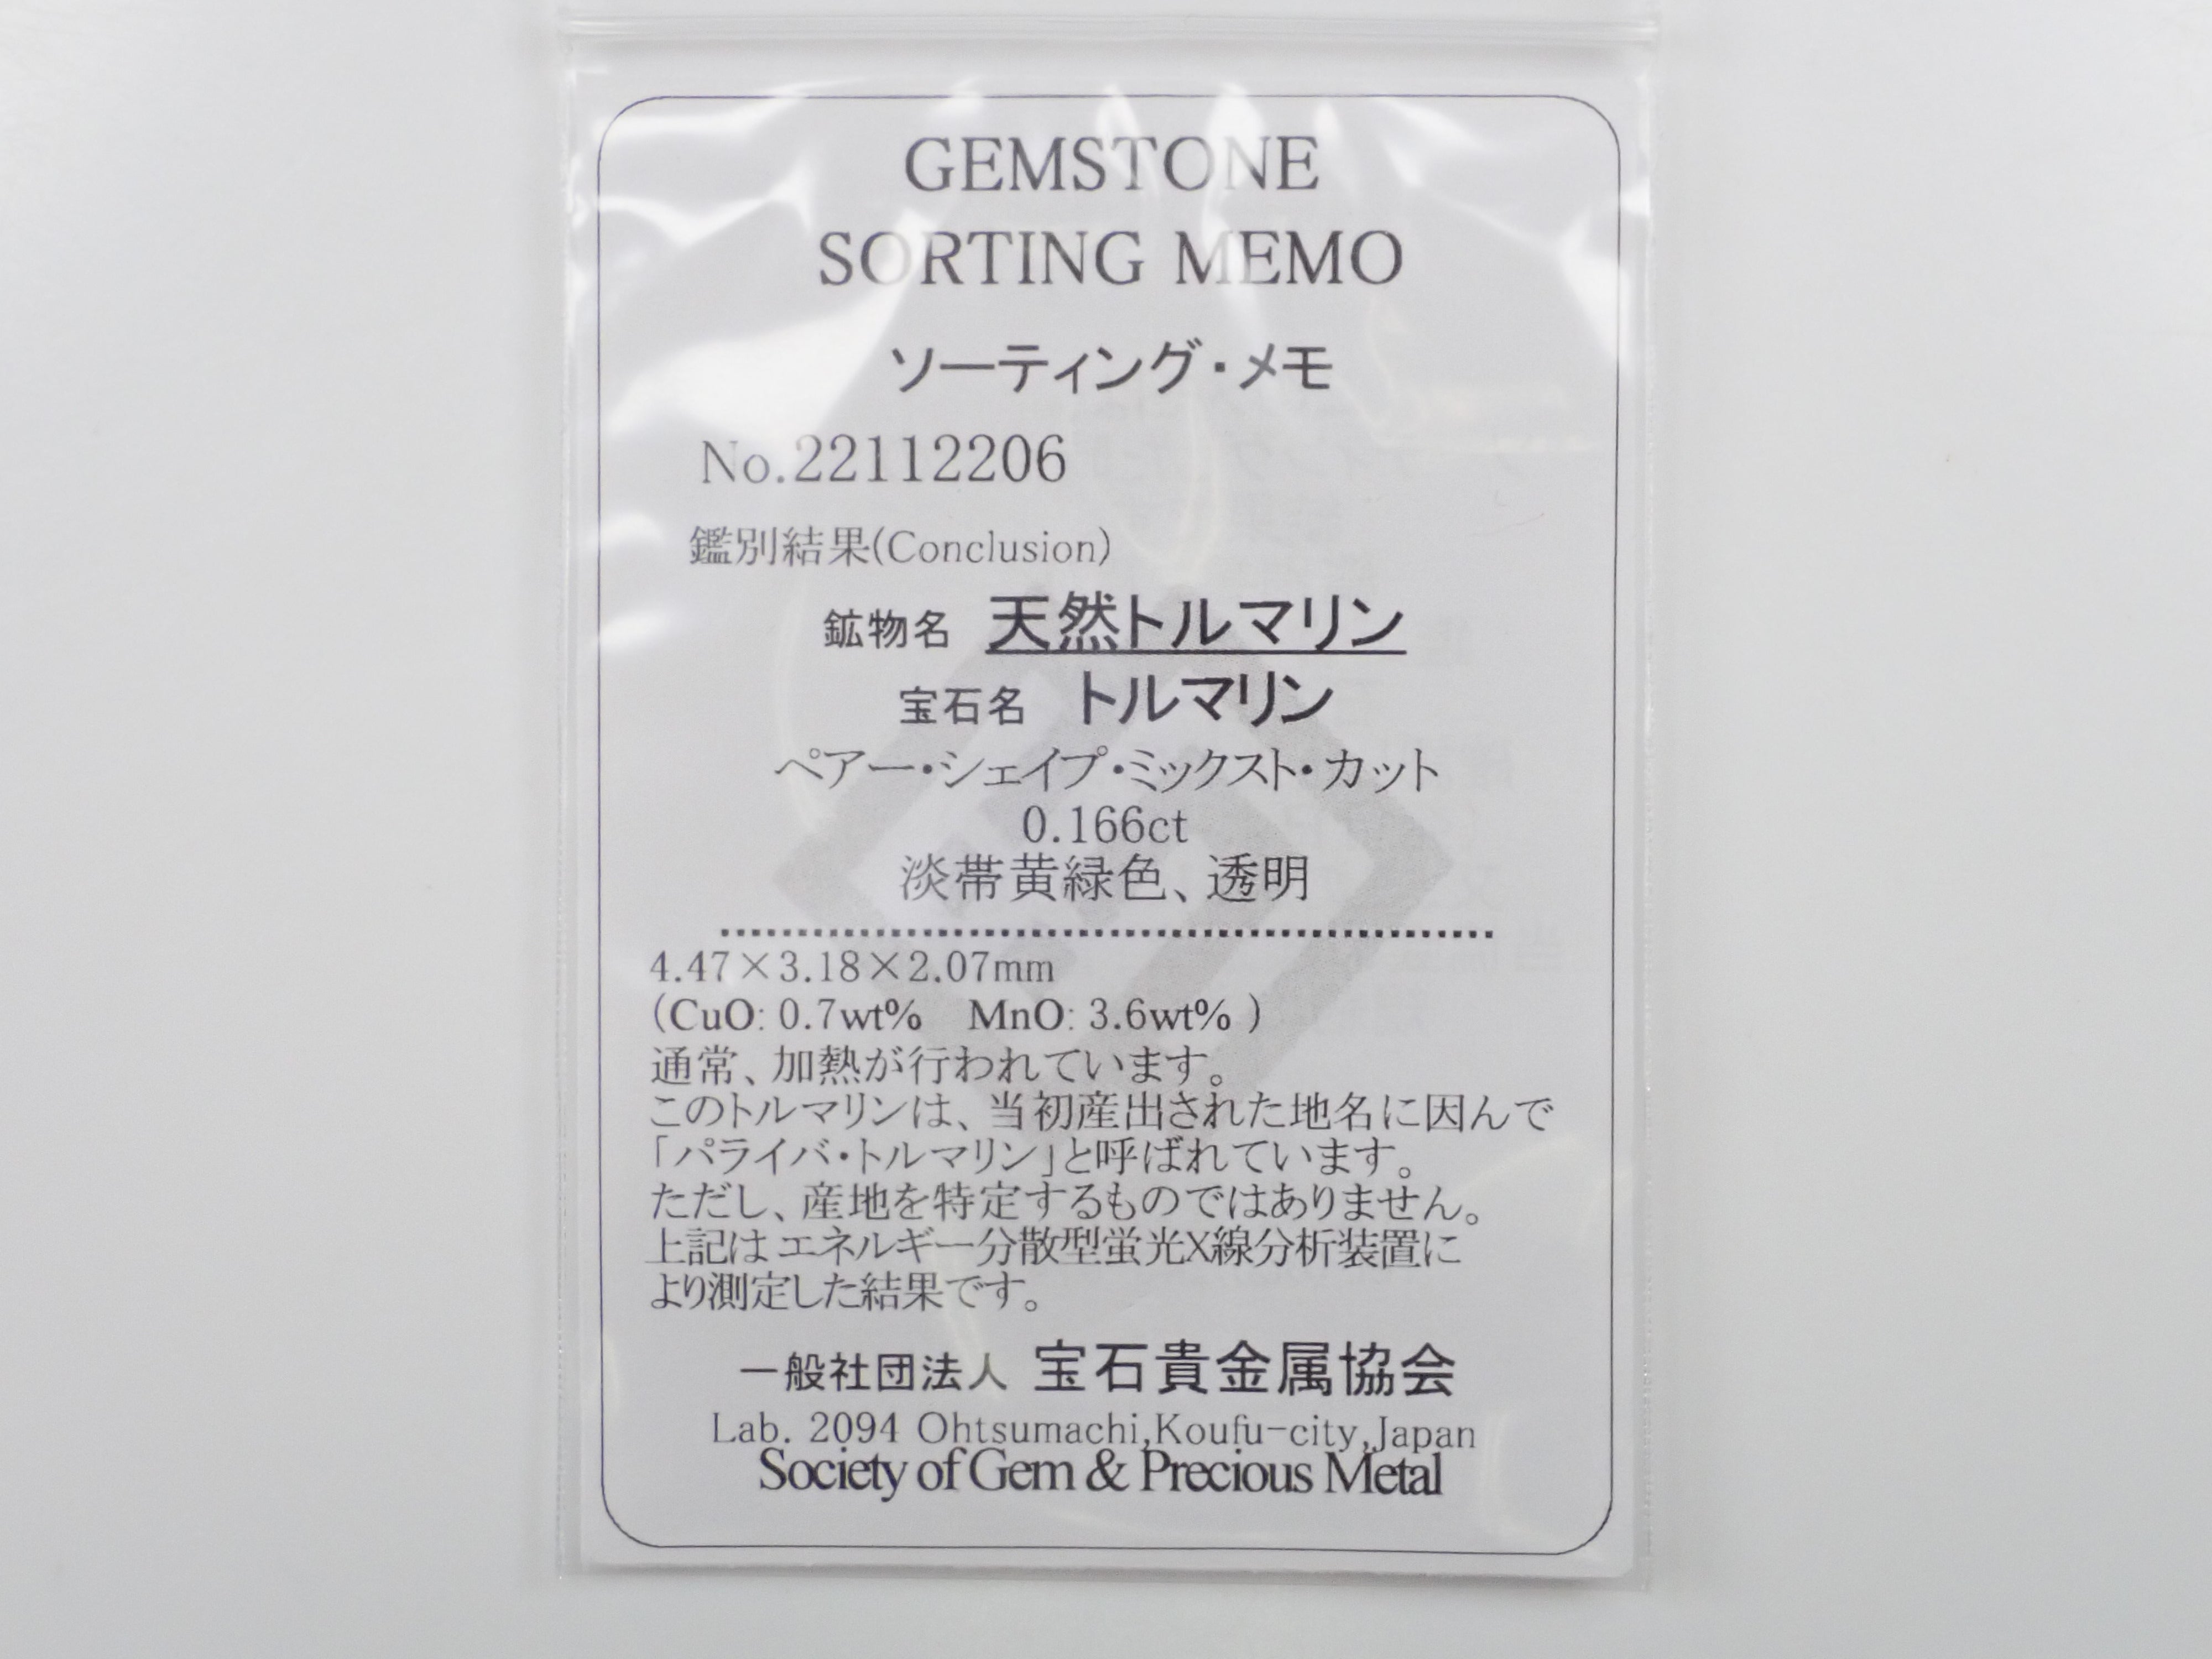 GEMSTONE
SORTING MEMO
ソーティング・メモ
No.22112206
鑑別結果(Conclusion)
鉱物名 天然トルマリン
宝石名 トルマリン
ペアー・シェイプ・ミックスト・カット
0.166ct
淡帯黄緑色、透明
4.47×3.18×2.07mm
(CuO: 0.7wt% MnO: 3.6wt% )
通常、加熱が行われています。
このトルマリンは、当初産出された地名に因んで
「パライバ・トルマリン」と呼ばれています。
ただし、産地を特定するものではありません。
上記は エネルギー分散型蛍光X線分析装置に
より測定した結果です。
一般社団法人 宝石貴金属協会
Lab. 2094 Ohtsumachi,Koufu-city,Japan
Society of Gem & Precious Metal